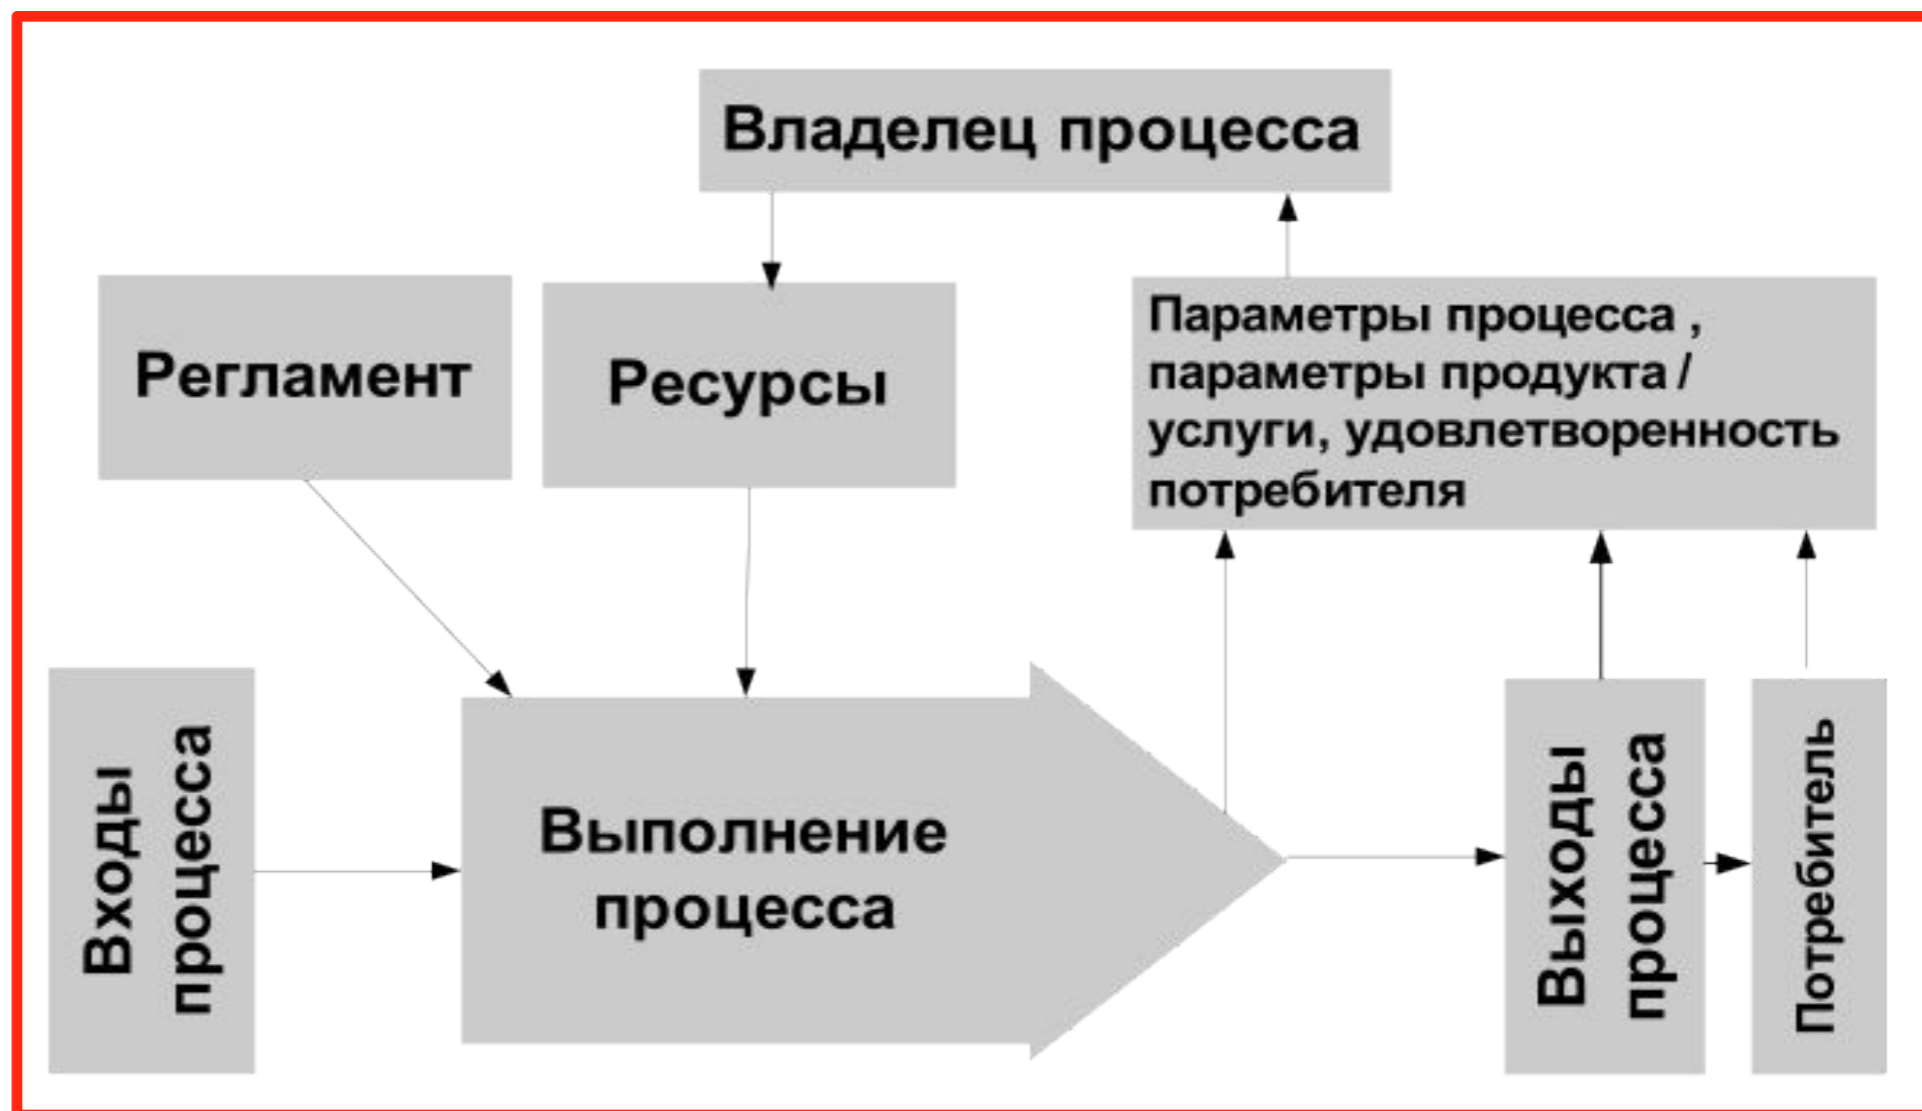 Владелец процесса
Регламент
Ресурсы
Параметры процесса ,
параметры продукта /
услуги, удовлетворенность
потребителя
Входы
процесса
Выполнение
процесса
Выходы
процесса
Потребитель